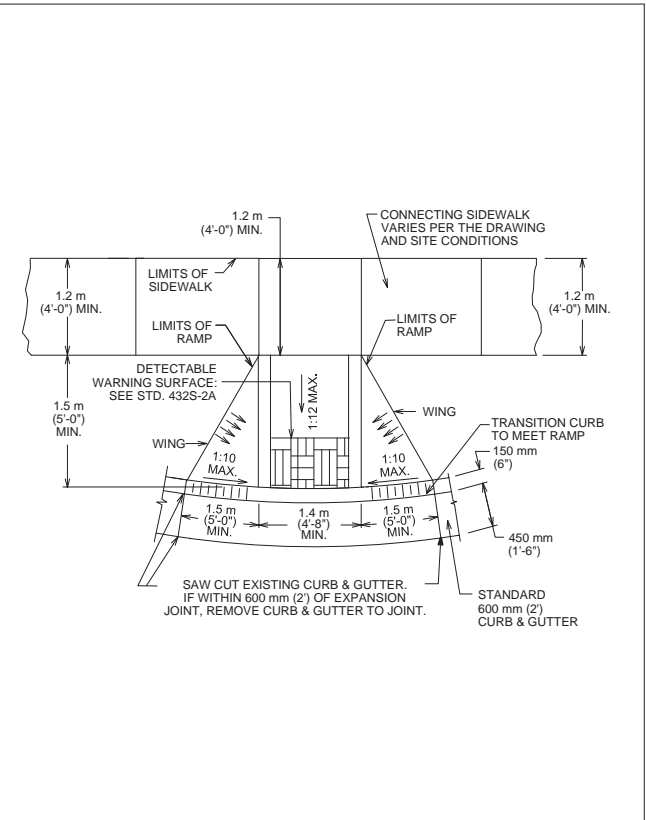 1.2 m
(4'-0") MIN.
CONNECTING SIDEWALK
VARIES PER THE DRAWING
AND SITE CONDITIONS
LIMITS OF
SIDEWALK
1.2 m
(4'-0") MIN.
1.2 m
(4'-0") MIN.
LIMITS OF
RAMP
LIMITS OF
RAMP
DETECTABLE
WARNING SURFACE:
SEE STD. 432S-2A
1:12 MAX.
1.5 m
(5'-0")
MIN.
WING
WING
TRANSITION CURB
TO MEET RAMP
150 mm
(6")
1:10
MAX.
1:10
MAX.
1.5 m
(5'-0")
MIN.
1.4 m
(4'-8")
MIN.
1.5 m
(5'-0")
MIN.
450 mm
(1'-6")
SAW CUT EXISTING CURB & GUTTER.
IF WITHIN 600 mm (2') OF EXPANSION
JOINT, REMOVE CURB & GUTTER TO JOINT.
STANDARD
600 mm (2')
CURB & GUTTER